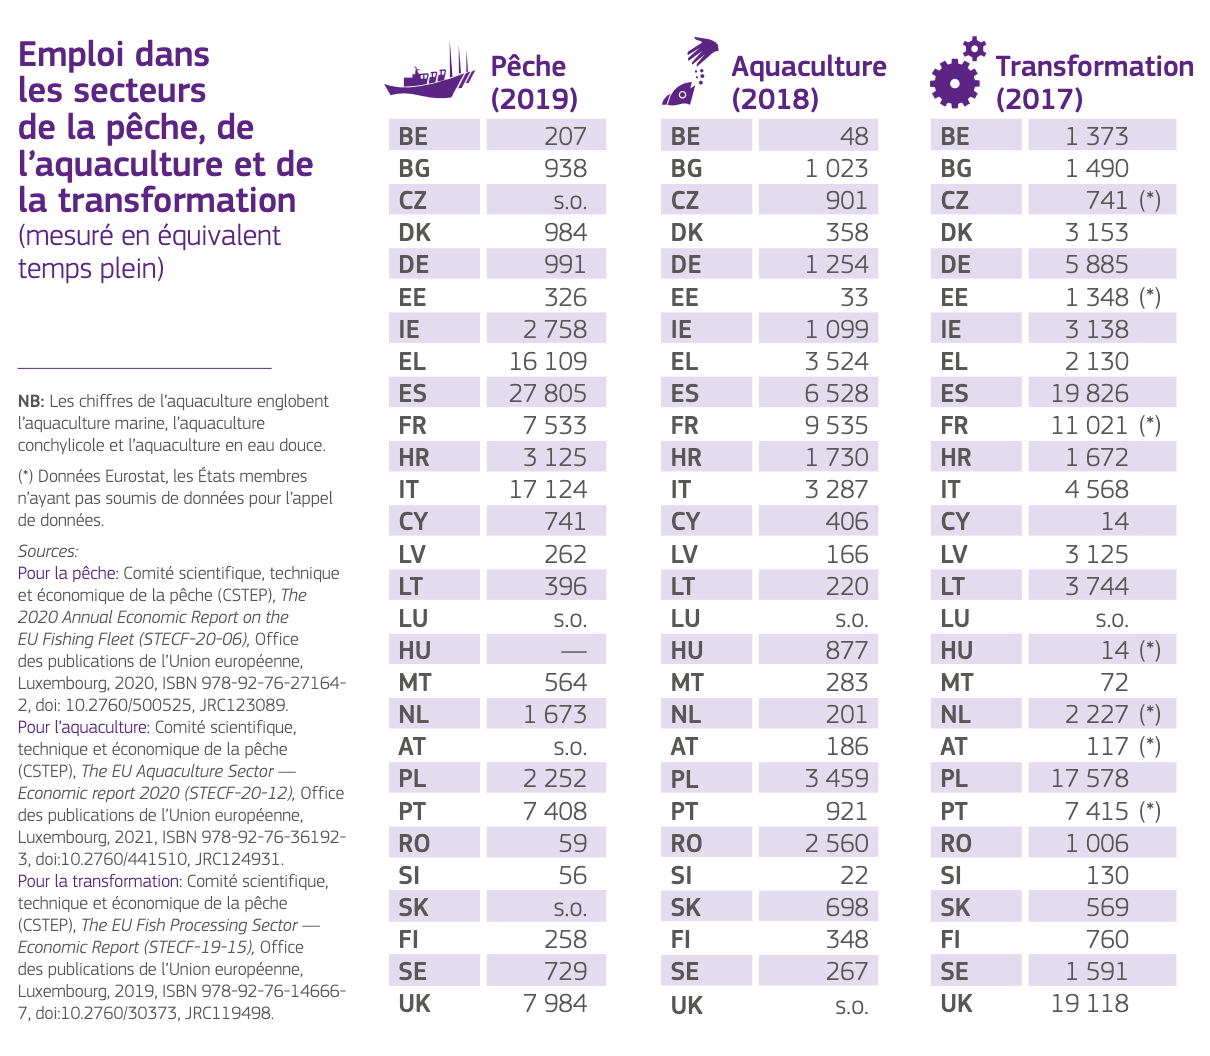 Emploi dans
les secteurs
de la pêche, de
l’aquaculture et de
la transformation
(mesuré en équivalent
temps plein)
NB: Les chiffres de l’aquaculture englobent
l’aquaculture marine, l’aquaculture
conchylicole et l’aquaculture en eau douce.
(*) Données Eurostat, les États membres
n’ayant pas soumis de données pour l’appel
de données.
Sources:
Pour la pêche: Comité scientifique, technique
et économique de la pêche (CSTEP), The
2020 Annual Economic Report on the
EU Fishing Fleet (STECF-20-06), Office
des publications de l’Union européenne,
Luxembourg, 2020, ISBN 978-92-76-27164-
2, doi: 10.2760/500525, JRC123089.
Pour l’aquaculture: Comité scientifique,
technique et économique de la pêche
(CSTEP), The EU Aquaculture Sector —
Economic report 2020 (STECF-20-12), Office
des publications de l’Union européenne,
Luxembourg, 2021, ISBN 978-92-76-36192-
3, doi:10.2760/441510, JRC124931.
Pour la transformation: Comité scientifique,
technique et économique de la pêche
(CSTEP), The EU Fish Processing Sector —
Economic Report (STECF-19-15), Office
des publications de l’Union européenne,
Luxembourg, 2019, ISBN 978-92-76-14666-
7, doi:10.2760/30373, JRC119498.
Pêche
(2019)
BE 207
BG 938
CZ s.o.
DK 984
DE 991
EE 326
IE 2 758
EL 16 109
ES 27 805
FR 7 533
HR 3 125
IT 17 124
CY 741
LV 262
LT 396
LU s.o.
HU —
MT 564
NL 1 673
AT s.o.
PL 2 252
PT 7 408
RO 59
SI 56
SK s.o.
FI 258
SE 729
UK 7 984
Aquaculture
(2018)
BE 48
BG 1 023
CZ 901
DK 358
DE 1 254
EE 33
IE 1 099
EL 3 524
ES 6 528
FR 9 535
HR 1 730
IT 3 287
CY 406
LV 166
LT 220
LU s.o.
HU 877
MT 283
NL 201
AT 186
PL 3 459
PT 921
RO 2 560
SI 22
SK 698
FI 348
SE 267
UK s.o.
Transformation
(2017)
BE 1 373
BG 1 490
CZ 741 (*)
DK 3 153
DE 5 885
EE 1 348 (*)
IE 3 138
EL 2 130
ES 19 826
FR 11 021 (*)
HR 1 672
IT 4 568
CY 14
LV 3 125
LT 3 744
LU s.o.
HU 14 (*)
MT 72
NL 2 227 (*)
AT 117 (*)
PL 17 578
PT 7 415 (*)
RO 1 006
SI 130
SK 569
FI 760
SE 1 591
UK 19 118